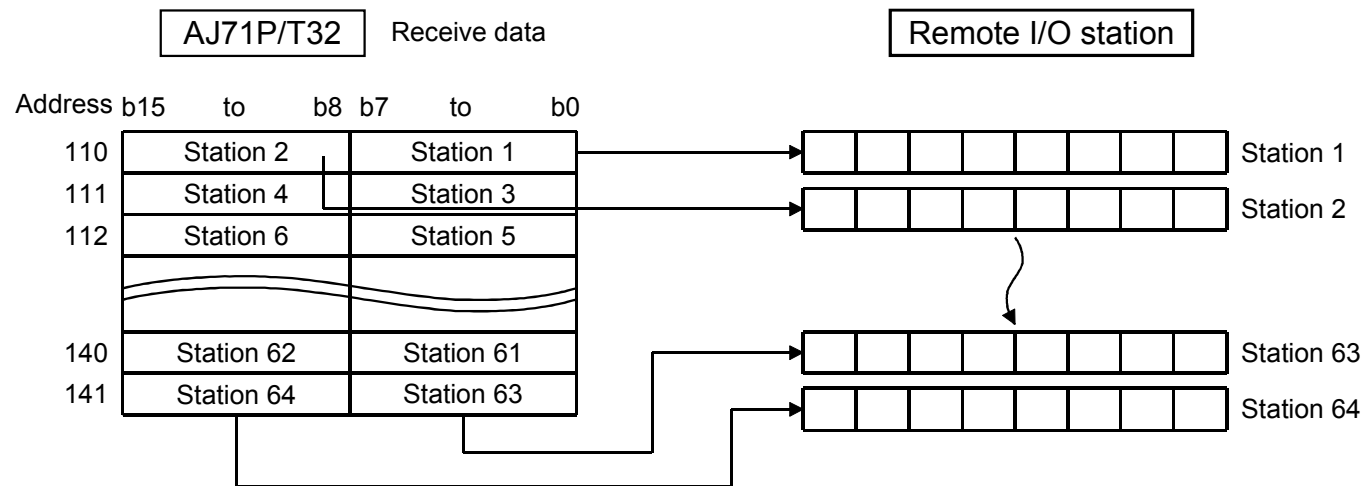 AJ71P/T32 Receive data Remote I/O station
Address b15 to b8 b7 to b0
110 Station 2 Station 1 Station 1
111 Station 4 Station 3 Station 2
112 Station 6 Station 5
140 Station 62 Station 61 Station 63
141 Station 64 Station 63 Station 64